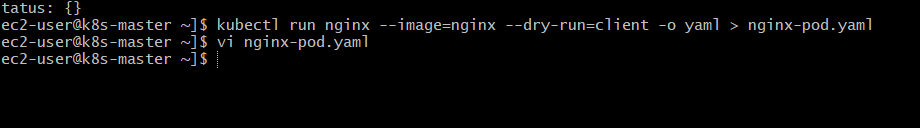 tatus: {}
ec2-user@k8s-master ~]$ kubectl run nginx --image=nginx --dry-run=client -o yaml > nginx-pod.yaml
ec2-user@k8s-master ~]$ vi nginx-pod.yaml
ec2-user@k8s-master ~]$